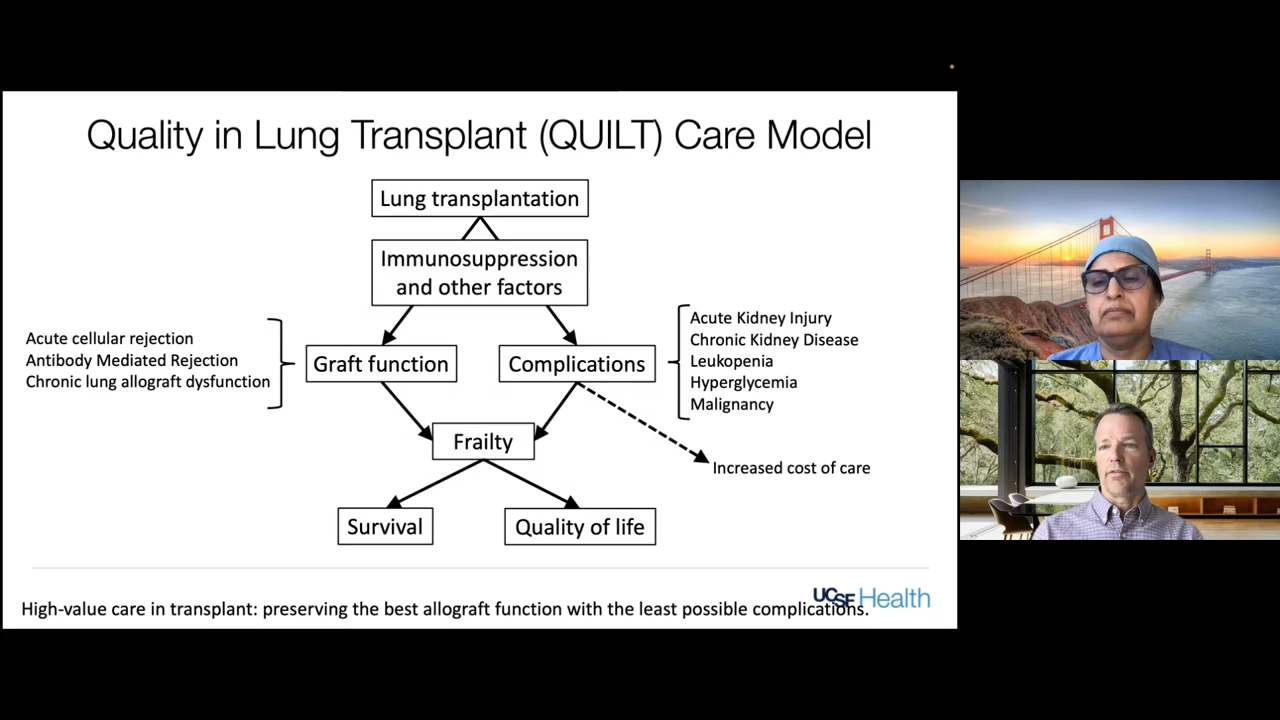 Quality in Lung Transplant (QUILT) Care Model
Lung transplantation
Immunosuppression
and other factors
Acute cellular rejection
Antibody Mediated Rejection
Chronic lung allograft dysfunction
Graft function
Complications
Acute Kidney Injury
Chronic Kidney Disease
Leukopenia
Hyperglycemia
Malignancy
Frailty
Increased cost of care
Survival
Quality of life
UCSF Health
High-value care in transplant: preserving the best allograft function with the least possible complications.